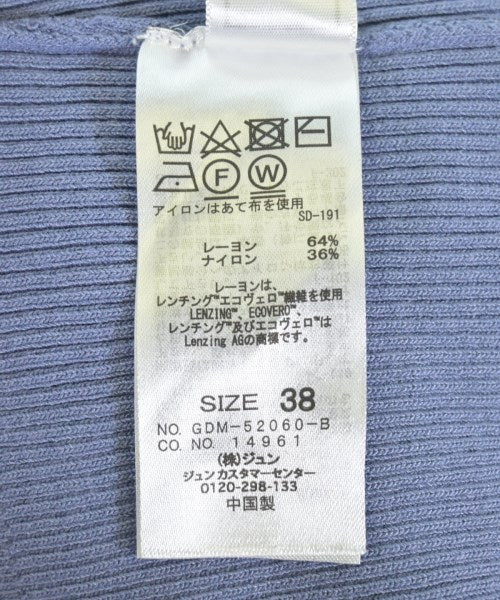 F W
アイロンはあて布を使用
SD-191
レーヨン 64%
ナイロン 36%
レーヨンは、
レンチング™エコヴェロ™繊維を使用
LENZING™、ECOVERO™、
レンチング™及びエコヴェロ™は
Lenzing AGの商標です。
SIZE 38
NO. GDM-52060-B
CO. NO. 14961
(株)ジュン
ジュン カスタマーセンター
0120-298-133
中国製